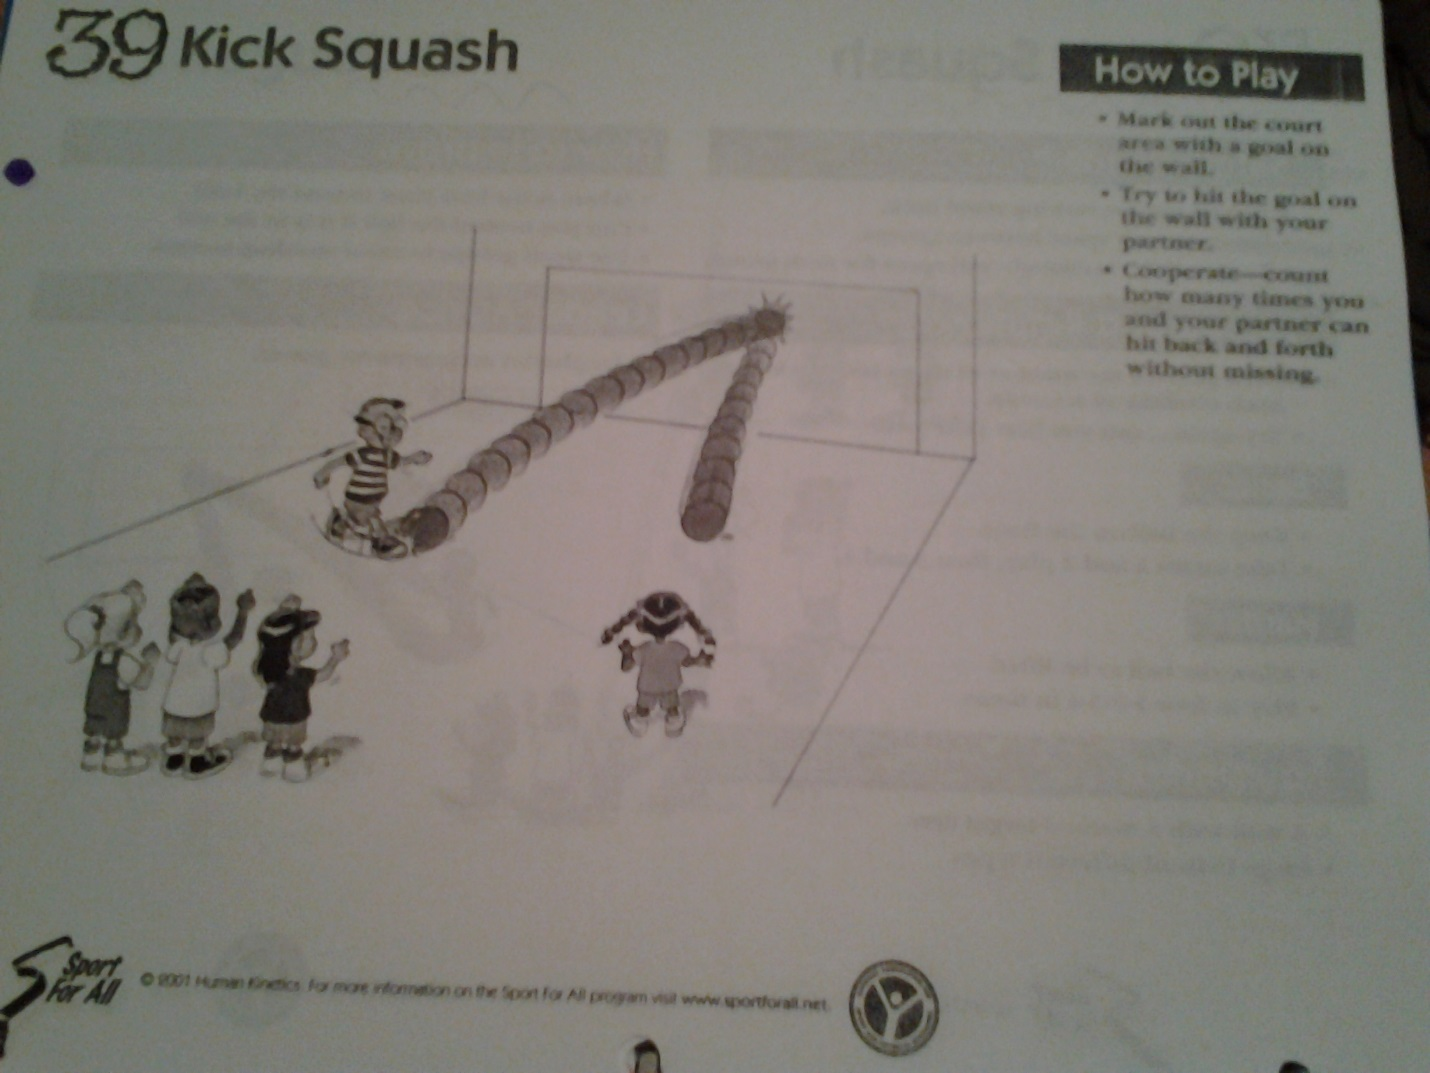 39 Kick Squash
How to Play
• Mark out the court
area with a goal on
the wall.
• Try to hit the goal on
the wall with your
partner.
• Cooperate—count
how many times you
and your partner can
hit back and forth
without missing.
Sport
For All
© 2001 Human Kinetics. For more information on the Sport For All program visit www.sportforall.net.